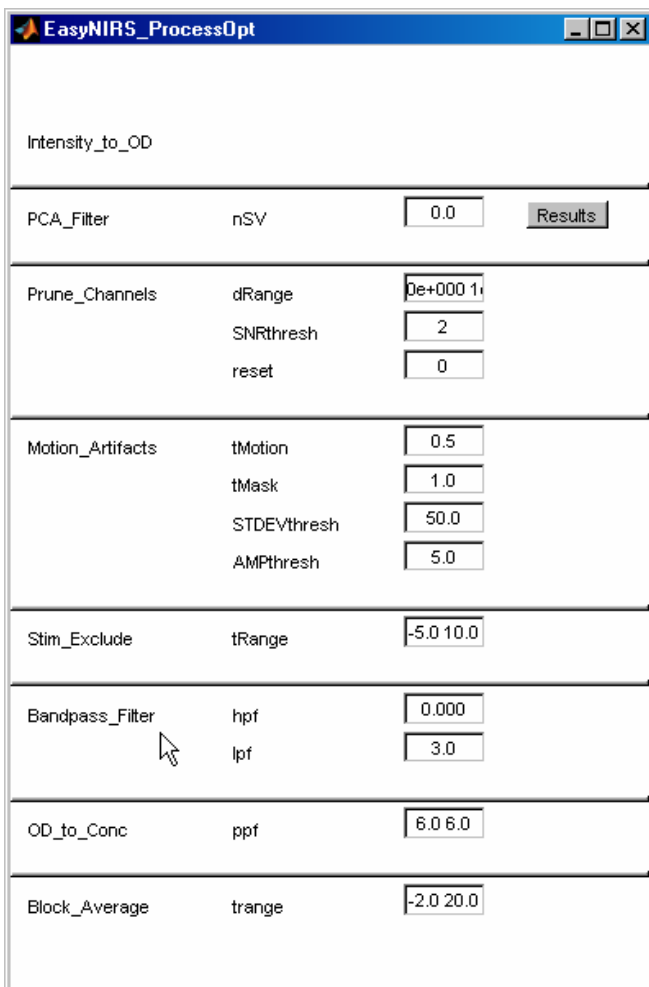 EasyNIRS_ProcessOpt
Intensity_to_OD
PCA_Filter nSV 0.0 Results
Prune_Channels dRange 0e+000 1
SNRthresh 2
reset 0
Motion_Artifacts tMotion 0.5
tMask 1.0
STDEVthresh 50.0
AMPthresh 5.0
Stim_Exclude tRange -5.0 10.0
Bandpass_Filter hpf 0.000
lpf 3.0
OD_to_Conc ppf 6.0 6.0
Block_Average trange -2.0 20.0